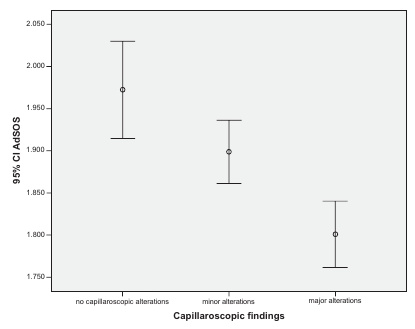 2.050
2.000
1.950
1.900
1.850
1.800
1.750
95% CI AdSOS
no capillaroscopic alterations
minor alterations
major alterations
Capillaroscopic findings